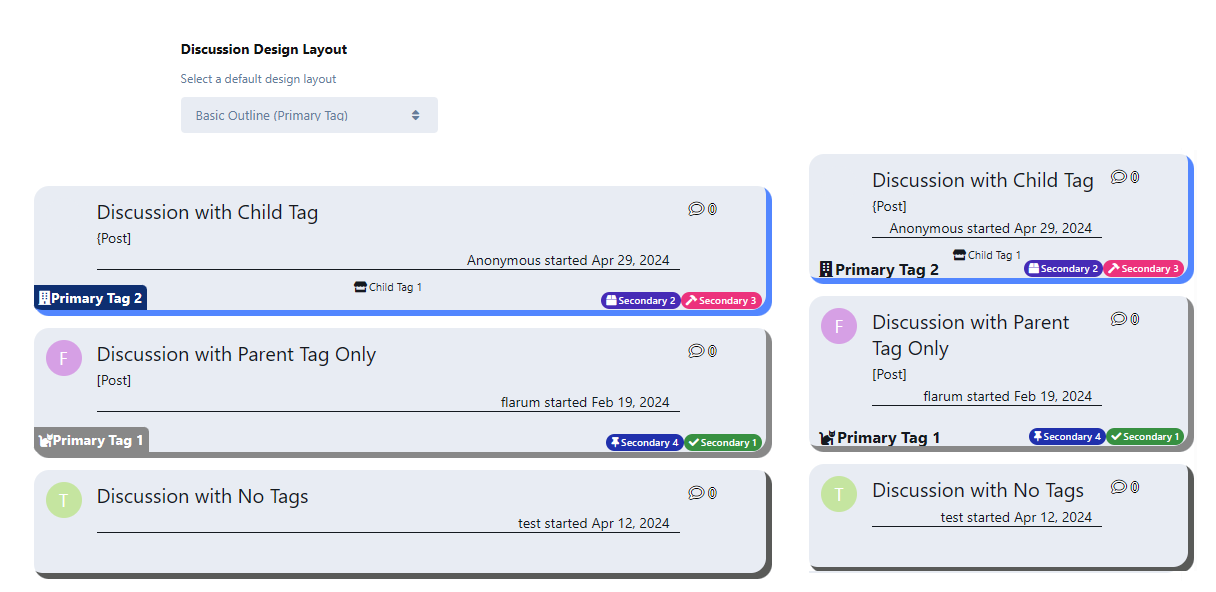 Discussion Design Layout
Select a default design layout
Basic Outline (Primary Tag)
Discussion with Child Tag
0
{Post]
Anonymous started Apr 29, 2024
Child Tag 1
Primary Tag 2
Secondary 2
Secondary 3
F
Discussion with Parent Tag Only
0
[Post]
flarum started Feb 19, 2024
Primary Tag 1
Secondary 4
Secondary 1
T
Discussion with No Tags
0
test started Apr 12, 2024
Discussion with Child Tag
0
{Post]
Anonymous started Apr 29, 2024
Child Tag 1
Primary Tag 2
Secondary 2
Secondary 3
F
Discussion with Parent
Tag Only
0
[Post]
flarum started Feb 19, 2024
Primary Tag 1
Secondary 4
Secondary 1
T
Discussion with No Tags
0
test started Apr 12, 2024